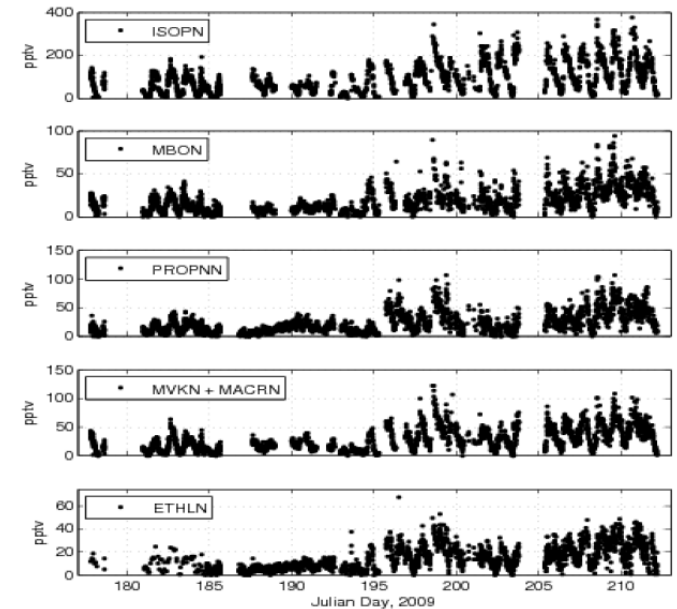 400
200
0
pptv
ISOPN
100
50
0
pptv
MBON
150
100
50
0
pptv
PROPNN
150
100
50
0
pptv
MVKN + MACRN
60
40
20
0
pptv
ETHLN
180 185 190 195 200 205 210
Julian Day, 2009